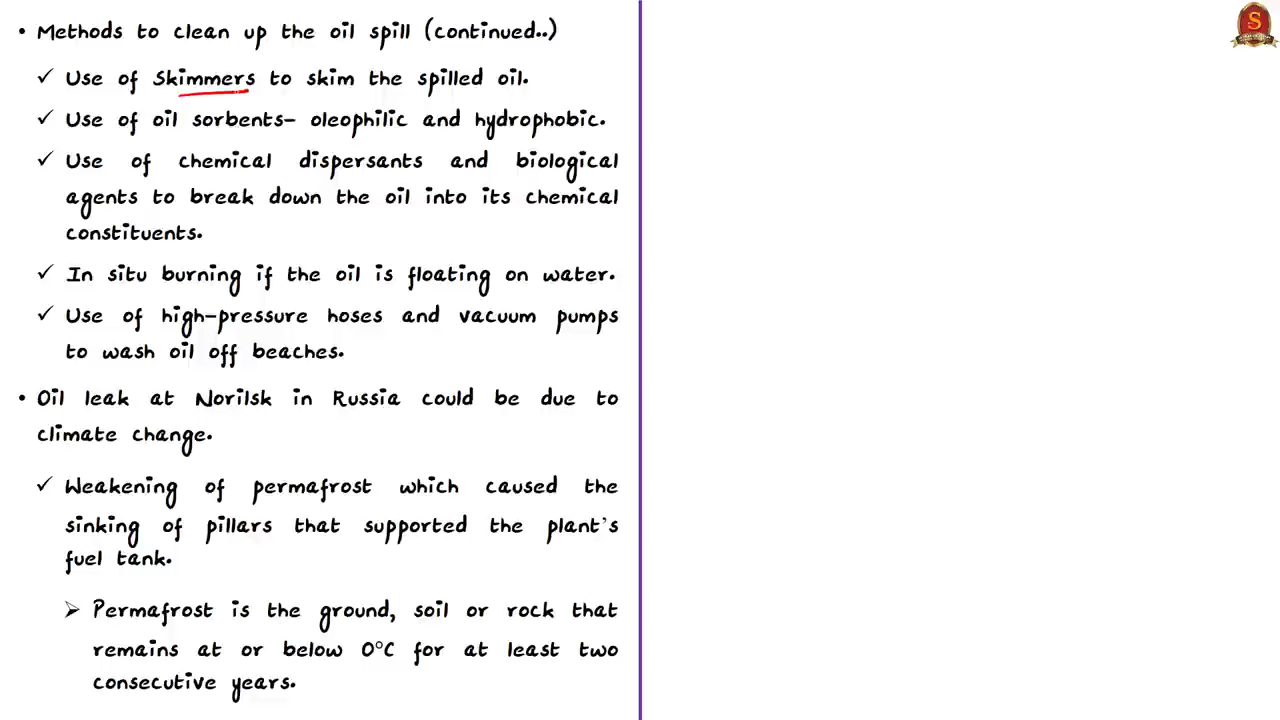 • Methods to clean up the oil spill (continued..)
✓ Use of Skimmers to skim the spilled oil.
✓ Use of oil sorbents– oleophilic and hydrophobic.
✓ Use of chemical dispersants and biological
agents to break down the oil into its chemical
constituents.
✓ In situ burning if the oil is floating on water.
✓ Use of high-pressure hoses and vacuum pumps
to wash oil off beaches.
• Oil leak at Norilsk in Russia could be due to
climate change.
✓ Weakening of permafrost which caused the
sinking of pillars that supported the plant's
fuel tank.
➢ Permafrost is the ground, soil or rock that
remains at or below 0°C for at least two
consecutive years.
S